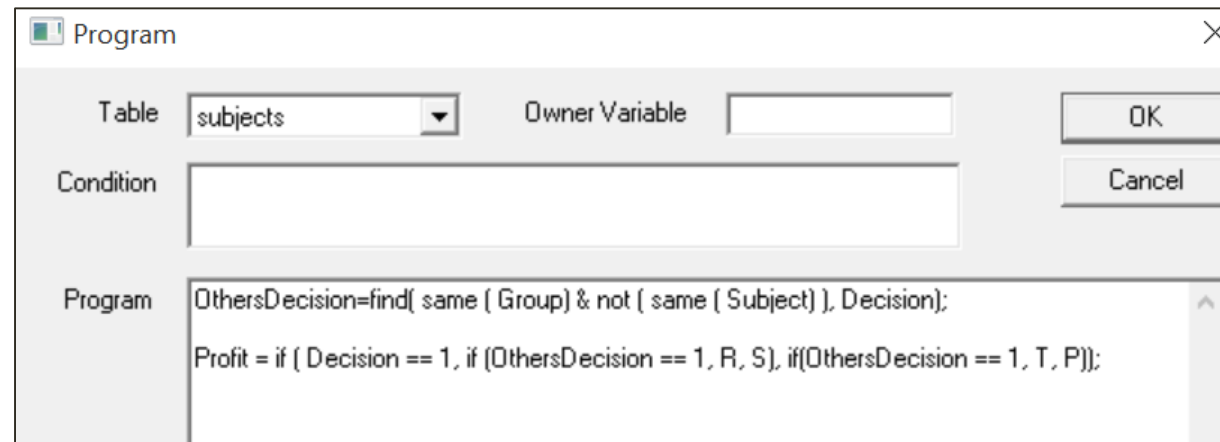 Program
Table subjects Owner Variable OK
Condition Cancel
Program OthersDecision=find( same ( Group) & not ( same ( Subject) ), Decision);
Profit = if ( Decision == 1, if (OthersDecision == 1, R, S), if(OthersDecision == 1, T, P));